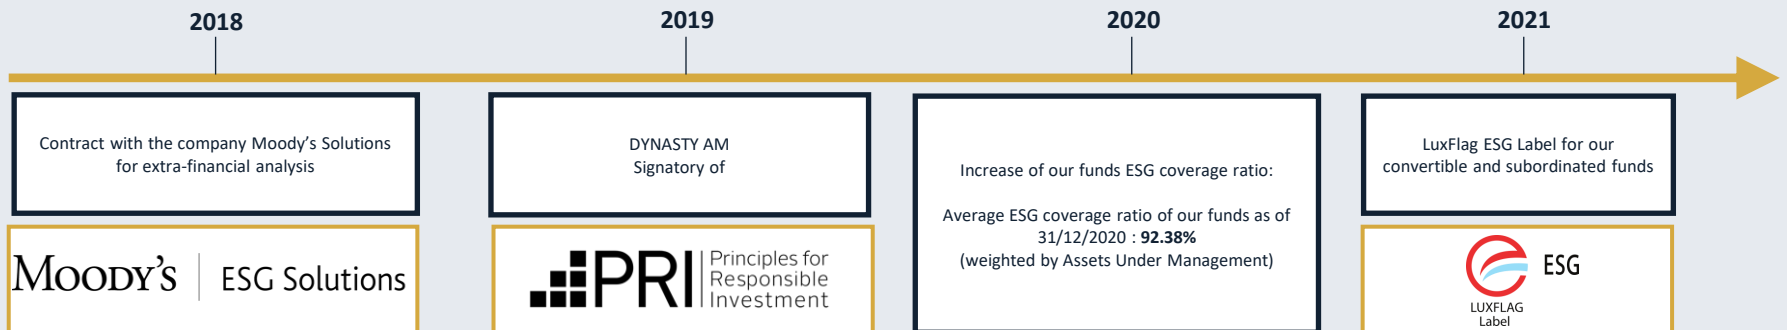 2018
2019
2020
2021
Contract with the company Moody's Solutions
for extra-financial analysis
MOODY'S
ESG Solutions
DYNASTY AM
Signatory of
PRI
Principles for
Responsible
Investment
Increase of our funds ESG coverage ratio:
Average ESG coverage ratio of our funds as of
31/12/2020 : 92.38%
(weighted by Assets Under Management)
LuxFlag ESG Label for our
convertible and subordinated funds
ESG
LUXFLAG
Label